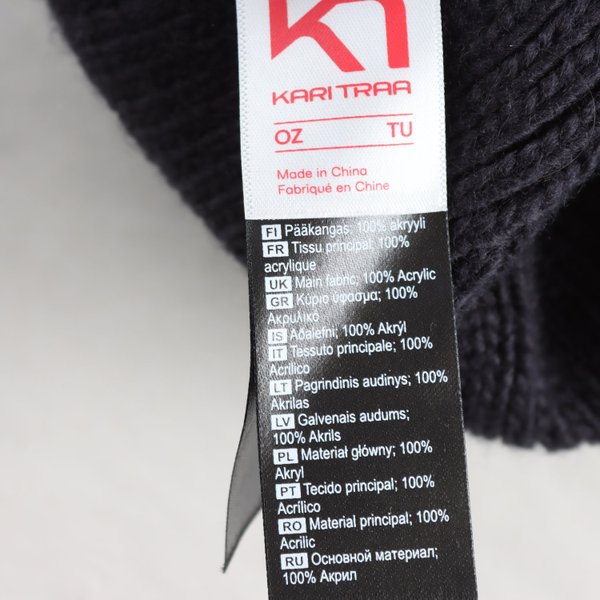 KARI TRAA
OZ TU
Made in China
Fabriqué en Chine
FI Pääkangas; 100% akryyli
FR Tissu principal; 100%
acrylique
UK Main fabric; 100% Acrylic
GR Κύριο ύφασμα; 100%
Ακρυλικό
IS Aðalefni; 100% Akrýl
IT Tessuto principale; 100%
Acrilico
LT Pagrindinis audinys; 100%
Akrilas
LV Galvenais audums;
100% Akrils
PL Materiał główny; 100%
Akryl
PT Tecido principal; 100%
Acrílico
RO Material principal; 100%
Acrilic
RU Основной материал;
100% Акрил